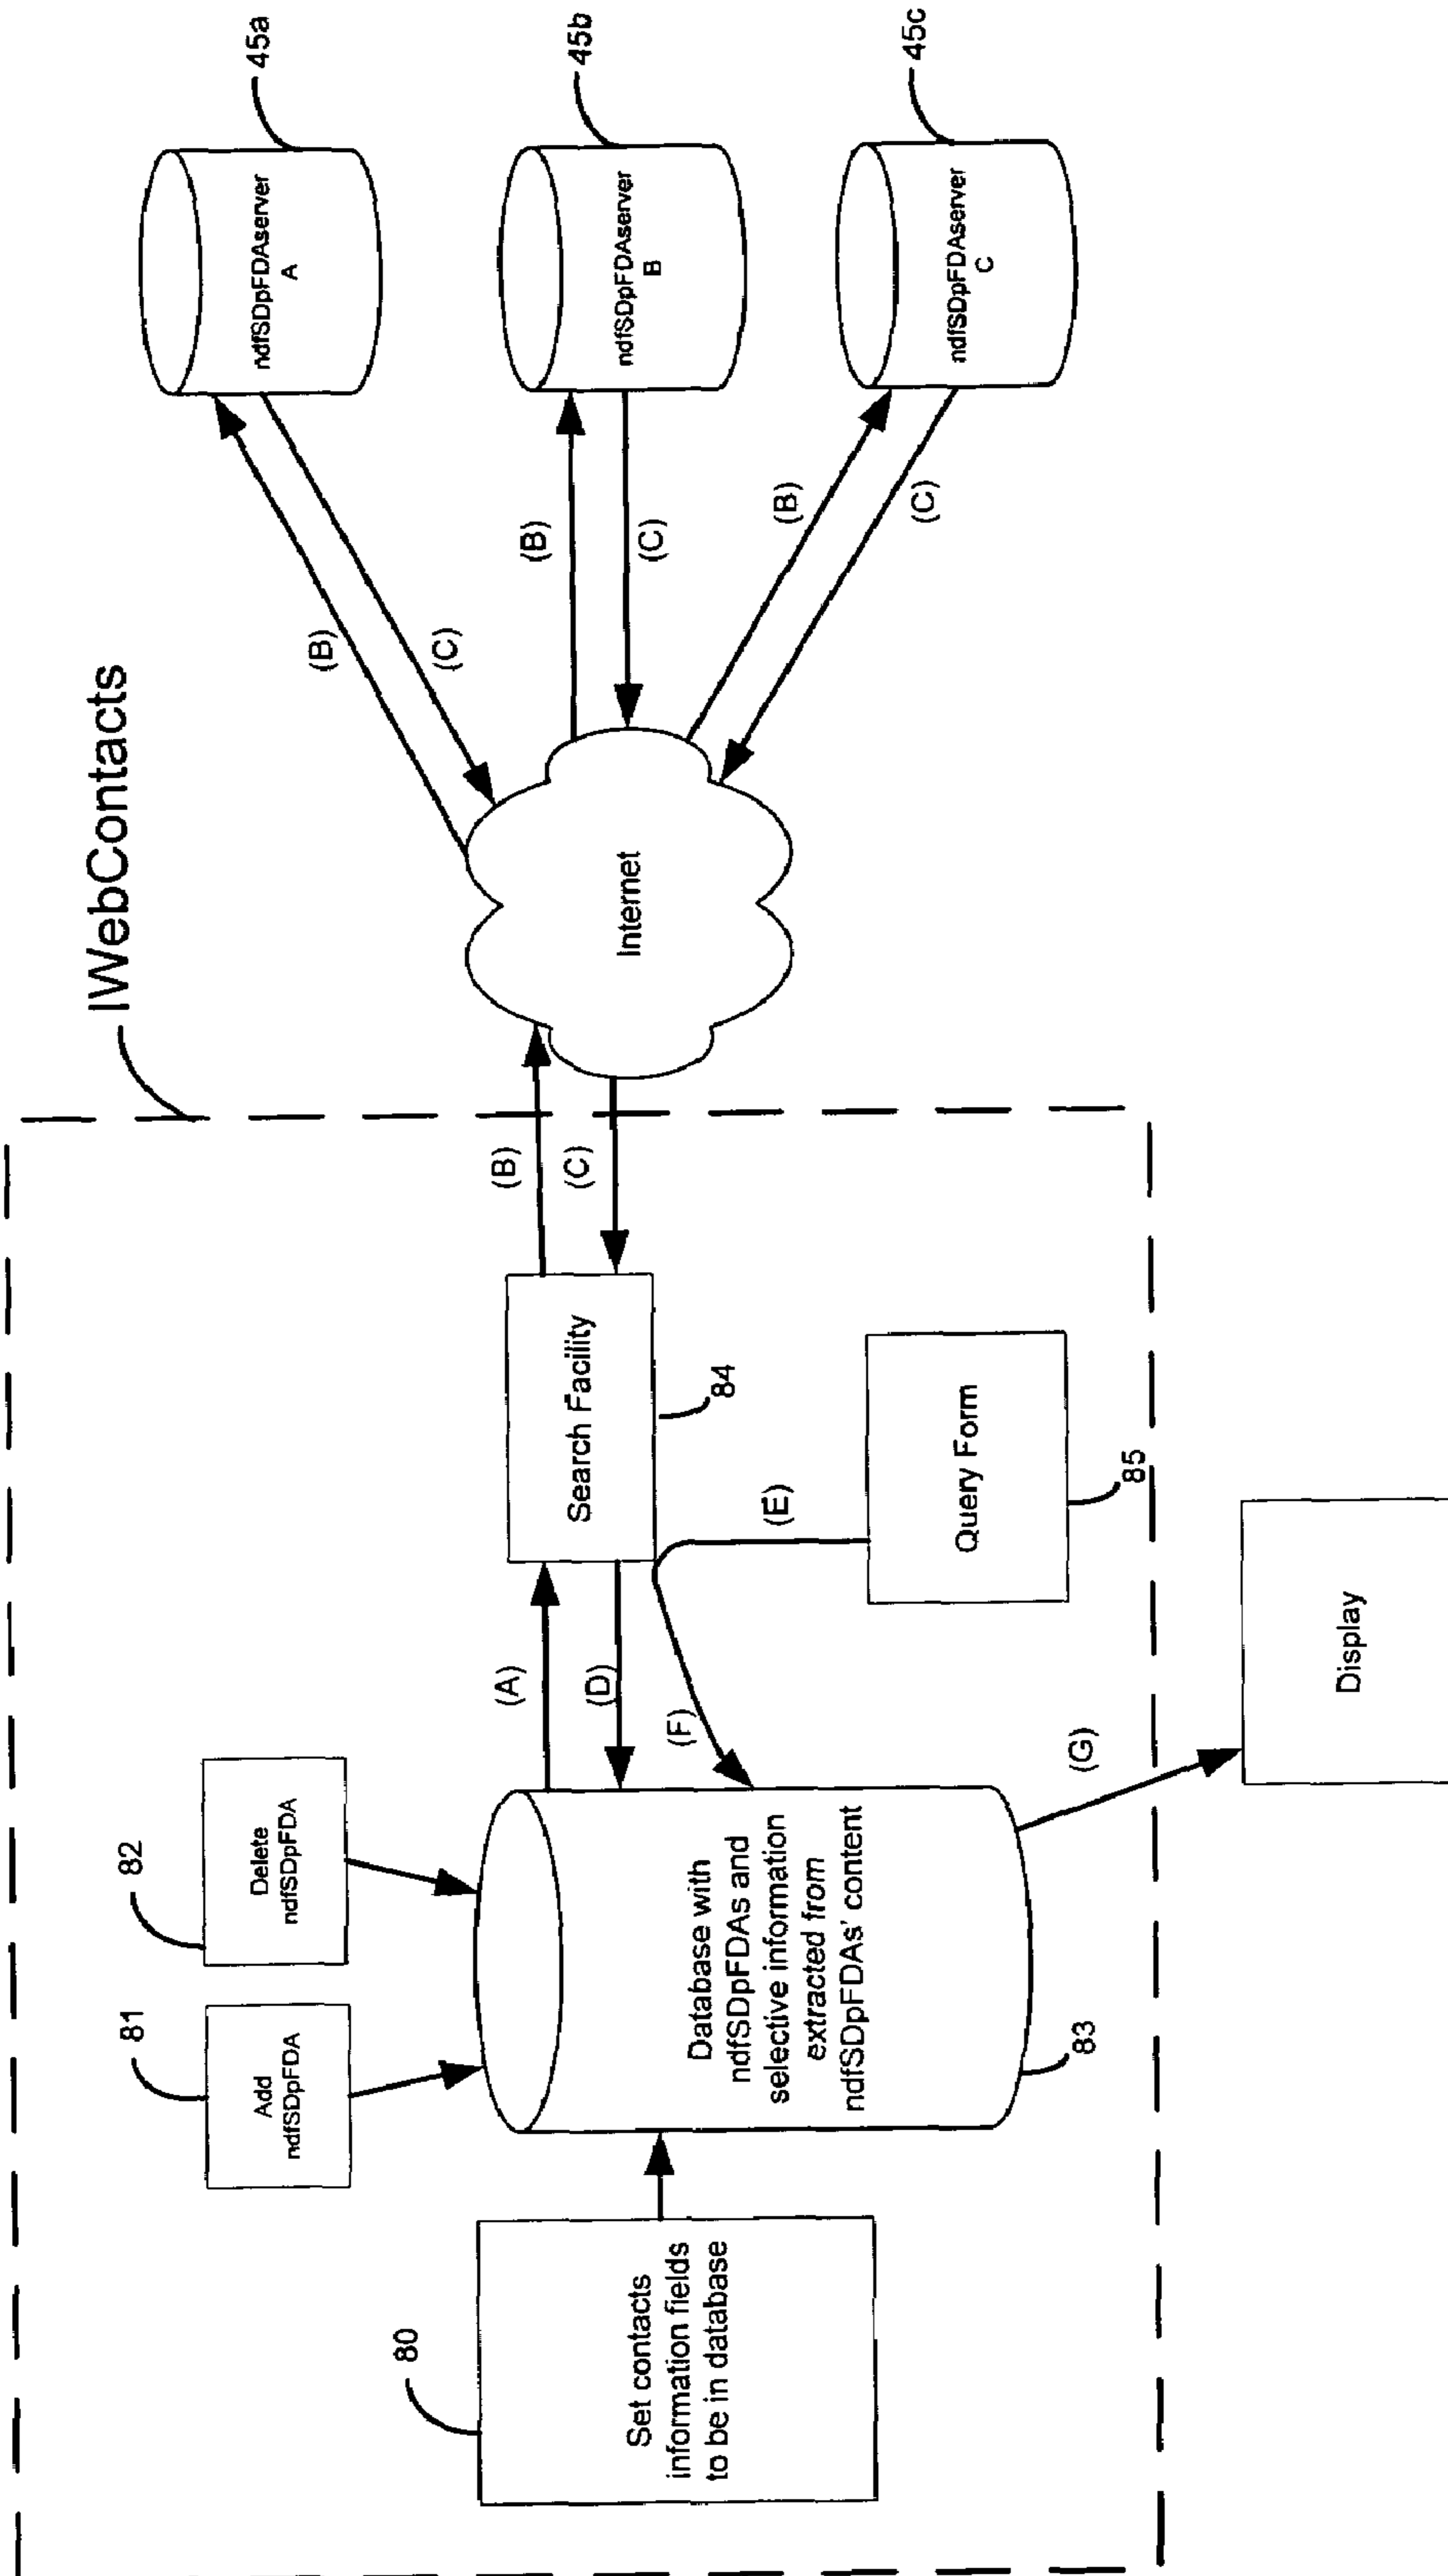 IWebContacts
80
Set contacts
information fields
to be in database
81
Add
ndfSDpFDA
82
Delete
ndfSDpFDA
Database with
ndfSDpFDAs and
selective information
extracted from
ndfSDpFDAs' content
83
(A)
(D)
(F)
(E)
(G)
Search Facility
84
Query Form
85
Display
(B)
(C)
Internet
(B)
(C)
(B)
(C)
(B)
(C)
ndfSDpFDAserver
A
45a
ndfSDpFDAserver
B
45b
ndfSDpFDAserver
C
45c